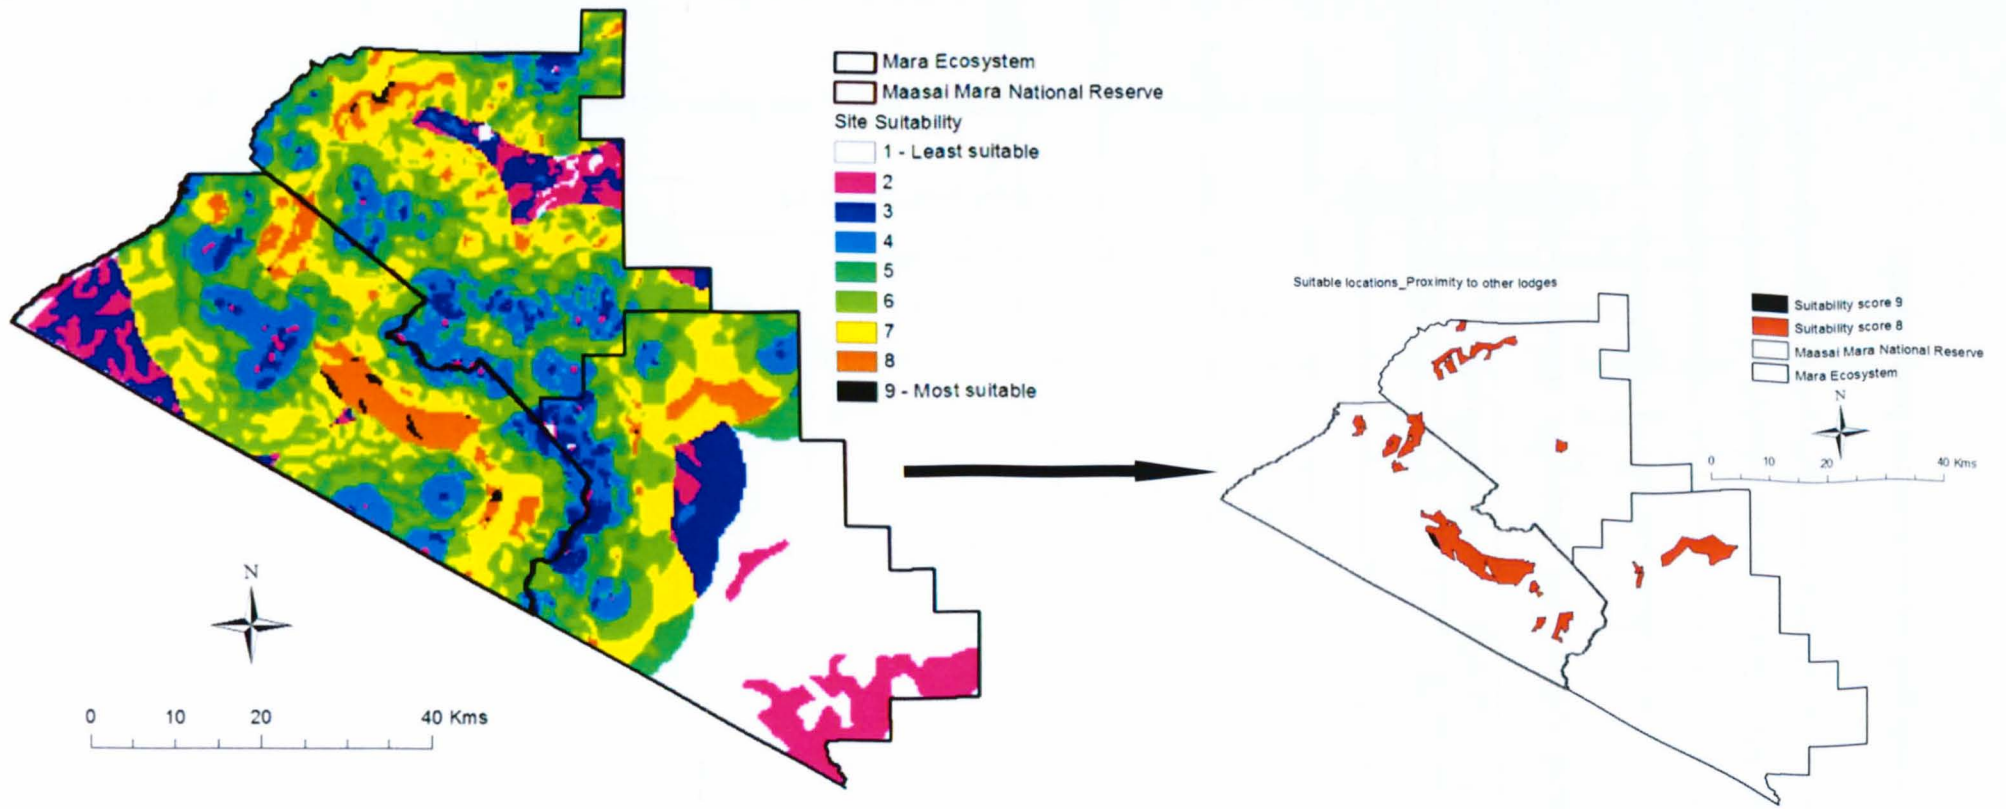 Mara Ecosystem
Maasai Mara National Reserve
Site Suitability
1 - Least suitable
2
3
4
5
6
7
8
9 - Most suitable
N
0 10 20 40 Kms
Suitable locations_Proximity to other lodges
Suitability score 9
Suitability score 8
Maasai Mara National Reserve
Mara Ecosystem
N
0 10 20 40 Kms